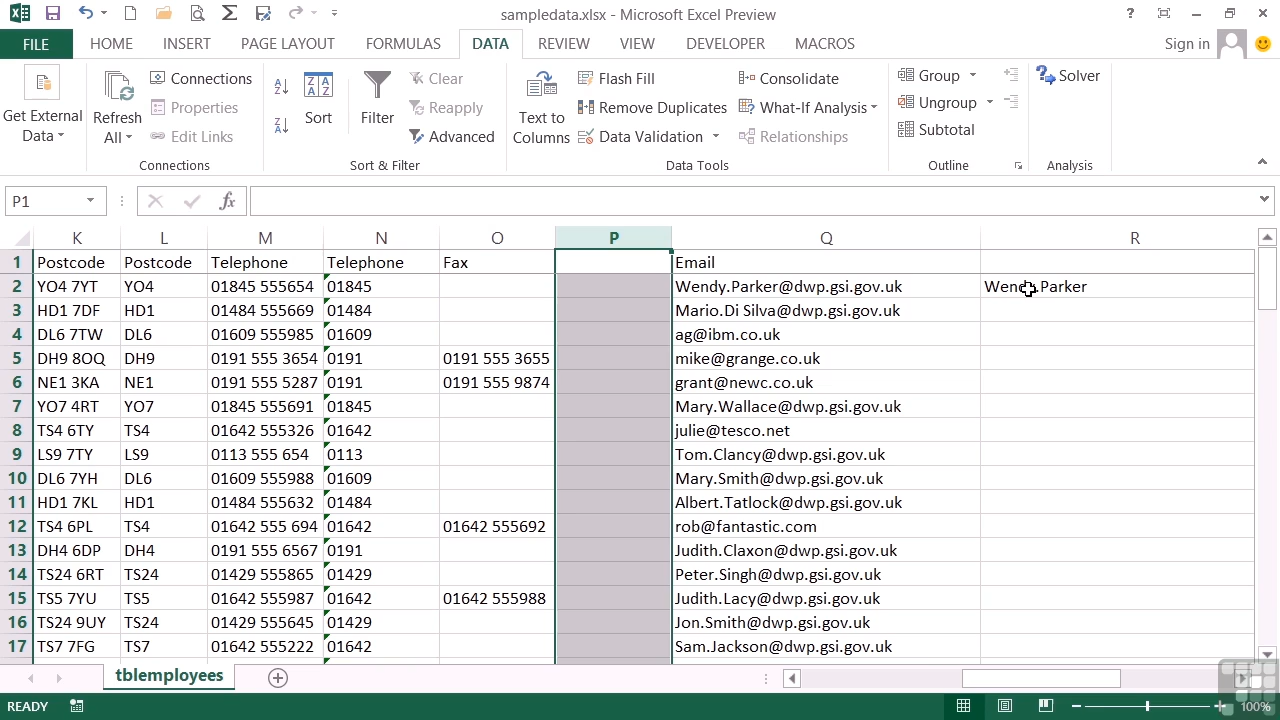 sampledata.xlsx - Microsoft Excel Preview
FILE HOME INSERT PAGE LAYOUT FORMULAS DATA REVIEW VIEW DEVELOPER MACROS Sign in
Get External Data
Refresh All
Connections
Properties
Edit Links
Connections
A Z
Z A
Z A A Z
Sort
Filter
Clear
Reapply
Advanced
Sort & Filter
Text to Columns
Flash Fill
Remove Duplicates
Data Validation
Consolidate
What-If Analysis
Relationships
Data Tools
Group
Ungroup
Subtotal
Outline
Solver
Analysis
P1 fx
K L M N O P Q R
1 Postcode Postcode Telephone Telephone Fax Email
2 YO4 7YT YO4 01845 555654 01845 Wendy.Parker@dwp.gsi.gov.uk Wendy.Parker
3 HD1 7DF HD1 01484 555669 01484 Mario.Di Silva@dwp.gsi.gov.uk
4 DL6 7TW DL6 01609 555985 01609 ag@ibm.co.uk
5 DH9 8OQ DH9 0191 555 3654 0191 0191 555 3655 mike@grange.co.uk
6 NE1 3KA NE1 0191 555 5287 0191 0191 555 9874 grant@newc.co.uk
7 YO7 4RT YO7 01845 555691 01845 Mary.Wallace@dwp.gsi.gov.uk
8 TS4 6TY TS4 01642 555326 01642 julie@tesco.net
9 LS9 7TY LS9 0113 555 654 0113 Tom.Clancy@dwp.gsi.gov.uk
10 DL6 7YH DL6 01609 555988 01609 Mary.Smith@dwp.gsi.gov.uk
11 HD1 7KL HD1 01484 555632 01484 Albert.Tatlock@dwp.gsi.gov.uk
12 TS4 6PL TS4 01642 555 694 01642 01642 555692 rob@fantastic.com
13 DH4 6DP DH4 0191 555 6567 0191 Judith.Claxon@dwp.gsi.gov.uk
14 TS24 6RT TS24 01429 555865 01429 Peter.Singh@dwp.gsi.gov.uk
15 TS5 7YU TS5 01642 555987 01642 01642 555988 Judith.Lacy@dwp.gsi.gov.uk
16 TS24 9UY TS24 01429 555645 01429 Jon.Smith@dwp.gsi.gov.uk
17 TS7 7FG TS7 01642 555222 01642 Sam.Jackson@dwp.gsi.gov.uk
tblemployees
READY 100%